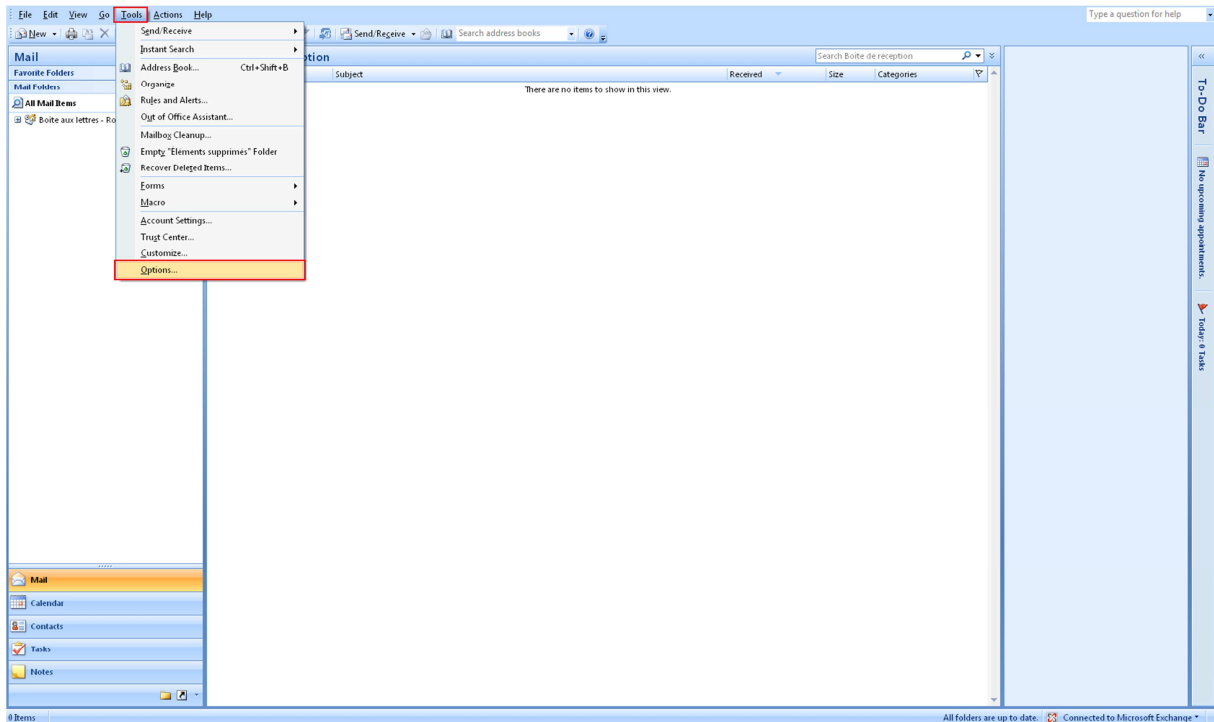 File Edit View Go Tools Actions Help
Type a question for help
New
Send/Receive
Search address books
Send/Receive
Instant Search
Address Book... Ctrl+Shift+B
Organize
Rules and Alerts...
Out of Office Assistant...
Mailbox Cleanup...
Empty "Éléments supprimés" Folder
Recover Deleted Items...
Forms
Macro
Account Settings...
Trust Center...
Customize...
Options...
Mail
Favorite Folders
Mail Folders
All Mail Items
Boîte aux lettres - Ro
ption
Search Boîte de réception
Subject Received Size Categories
There are no items to show in this view.
To-Do Bar
No upcoming appointments.
Today: 0 Tasks
Mail
Calendar
Contacts
Tasks
Notes
0 Items
All folders are up to date. Connected to Microsoft Exchange